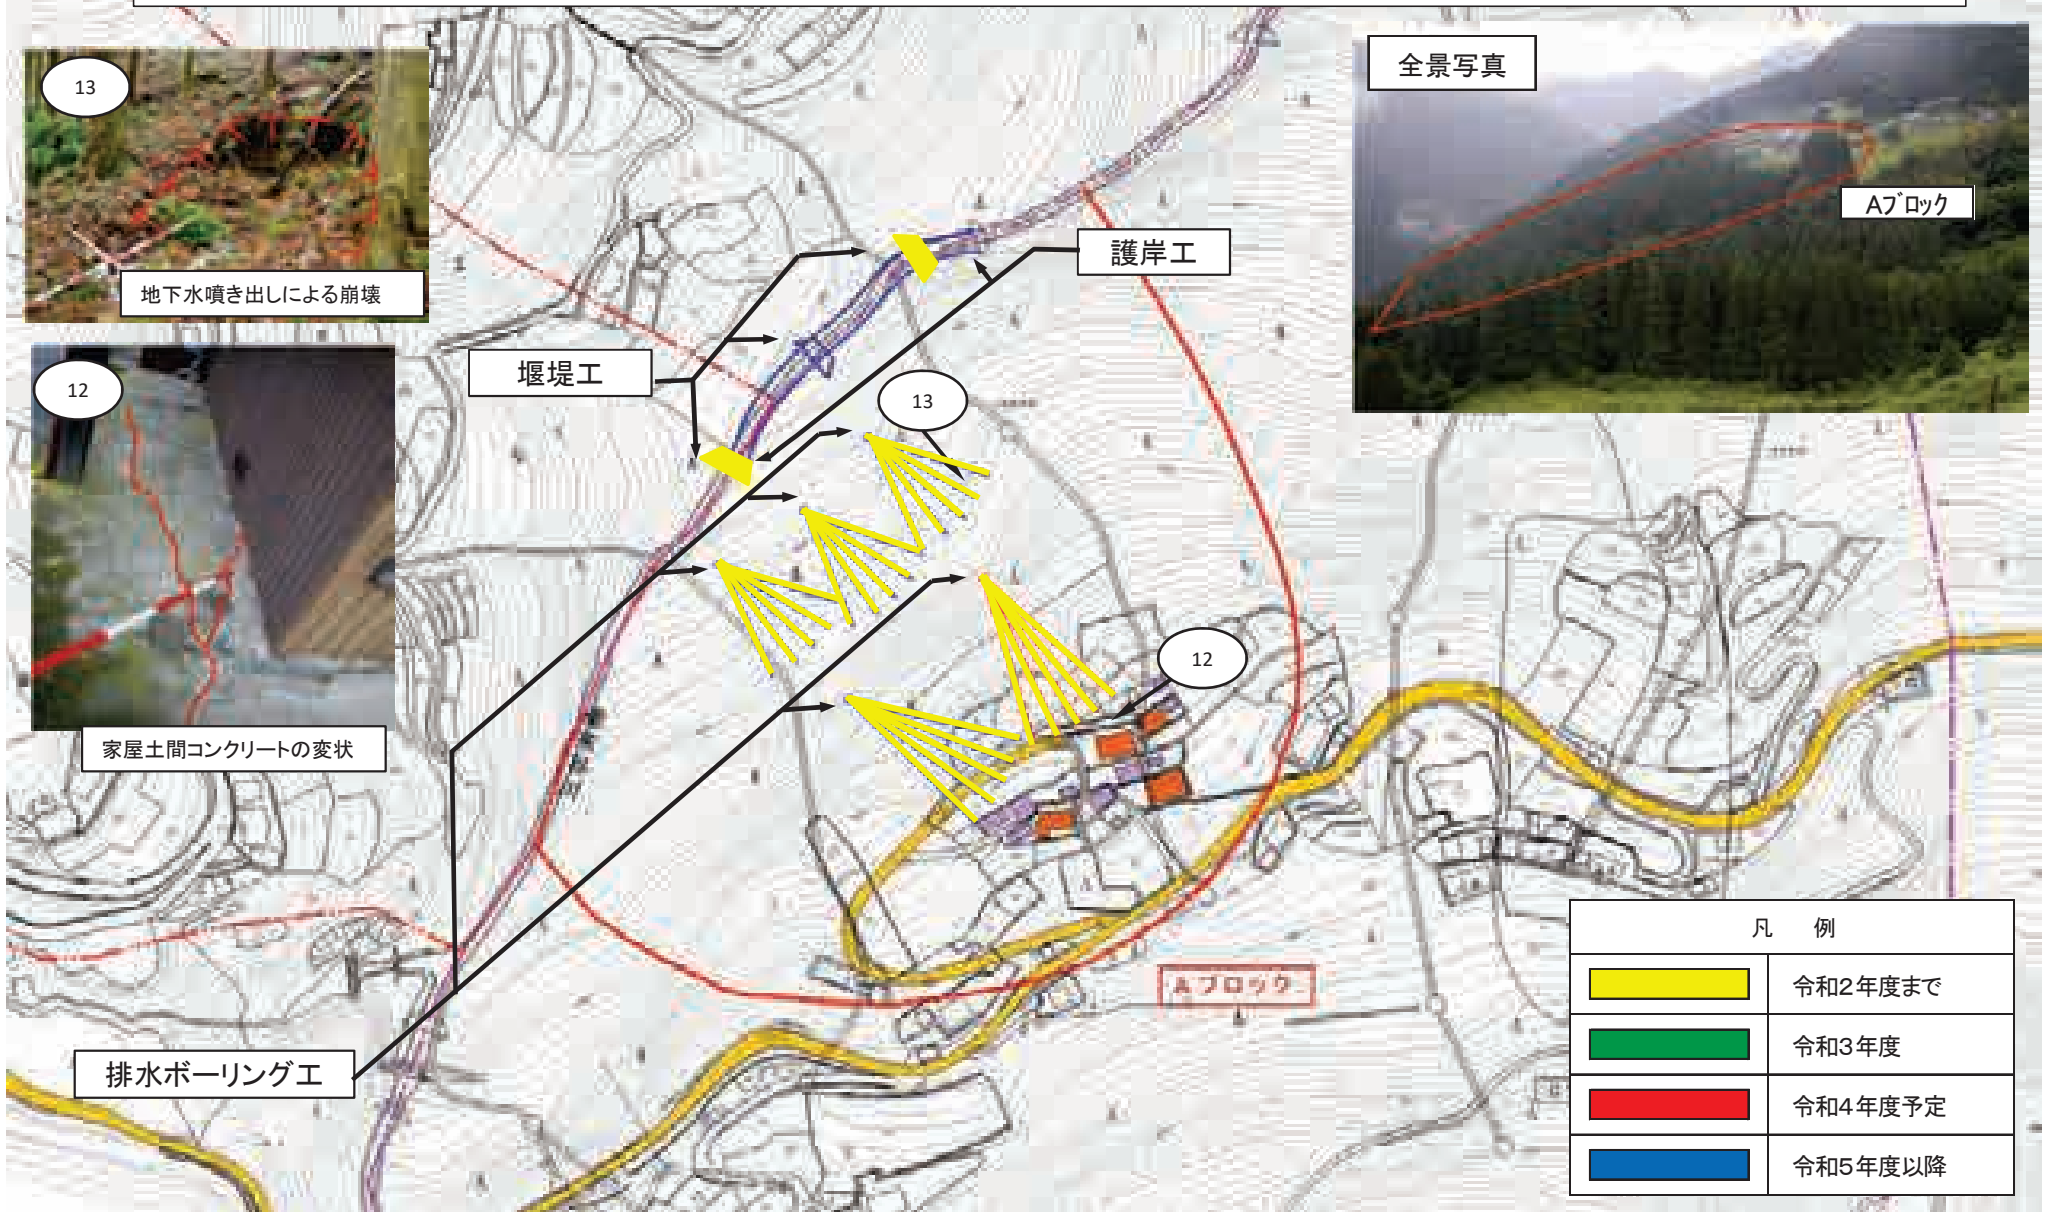 13
地下水噴き出しによる崩壊
全景写真
Aブロック
護岸工
堰堤工
13
12
家屋土間コンクリートの変状
12
Aブロック
排水ボーリング工
凡 例
令和2年度まで
令和3年度
令和4年度予定
令和5年度以降